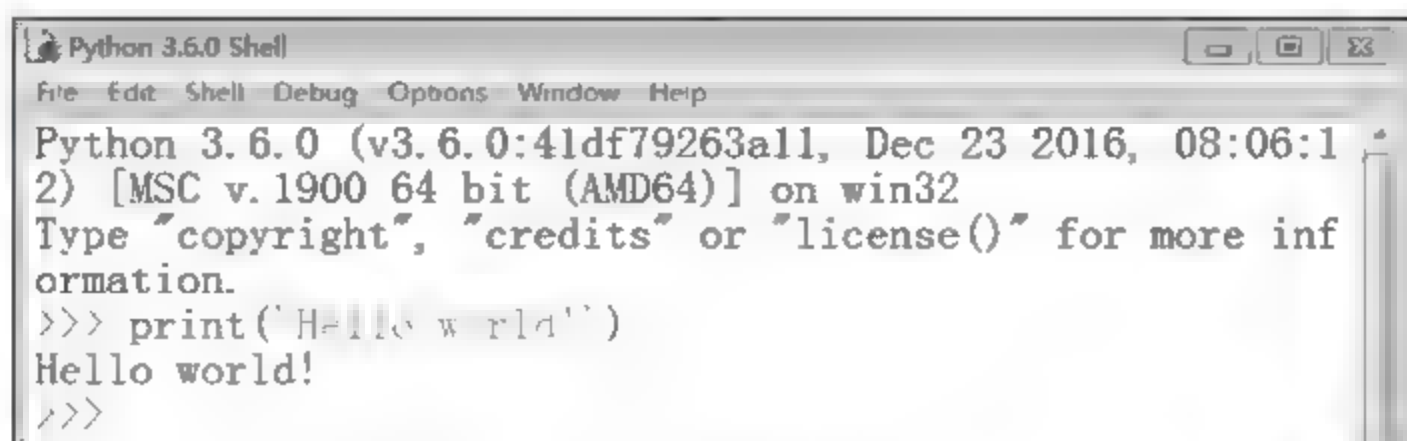 Python 3.6.0 Shell
File Edit Shell Debug Options Window Help
Python 3.6.0 (v3.6.0:41df79263a11, Dec 23 2016, 08:06:1
2) [MSC v.1900 64 bit (AMD64)] on win32
Type "copyright", "credits" or "license()" for more inf
ormation.
>>> print('Hello world!')
Hello world!
>>>